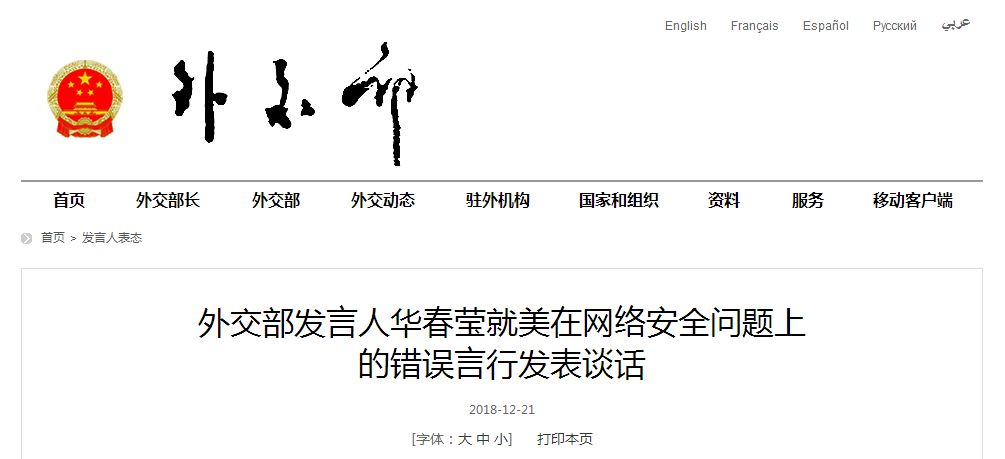 English Français Español Русский عربي
外交部
首页 外交部长 外交部 外交动态 驻外机构 国家和组织 资料 服务 移动客户端
首页 > 发言人表态
外交部发言人华春莹就美在网络安全问题上
的错误言行发表谈话
2018-12-21
[字体：大 中 小] 打印本页